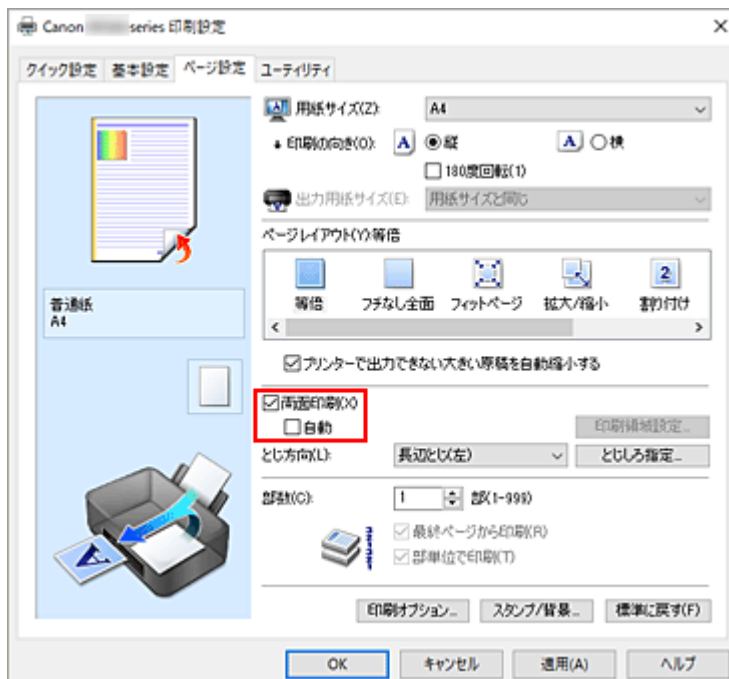 Canon series 印刷設定
クイック設定 基本設定 ページ設定 ユーティリティ
用紙サイズ(Z): A4
印刷の向き(O): A 縦 A 横
180度回転(1)
出力用紙サイズ(E): 用紙サイズと同じ
ページレイアウト(Y):等倍
等倍 フチなし全面 フィットページ 拡大/縮小 割り付け
2
普通紙
A4
プリンターで出力できない大きい原稿を自動縮小する
両面印刷(X)
自動
印刷領域設定...
とじ方向(L): 長辺とじ(左) とじしろ指定...
部数(C): 1 部(1-999)
最終ページから印刷(R)
部単位で印刷(T)
A
印刷オプション... スタンプ/背景... 標準に戻す(F)
OK キャンセル 適用(A) ヘルプ